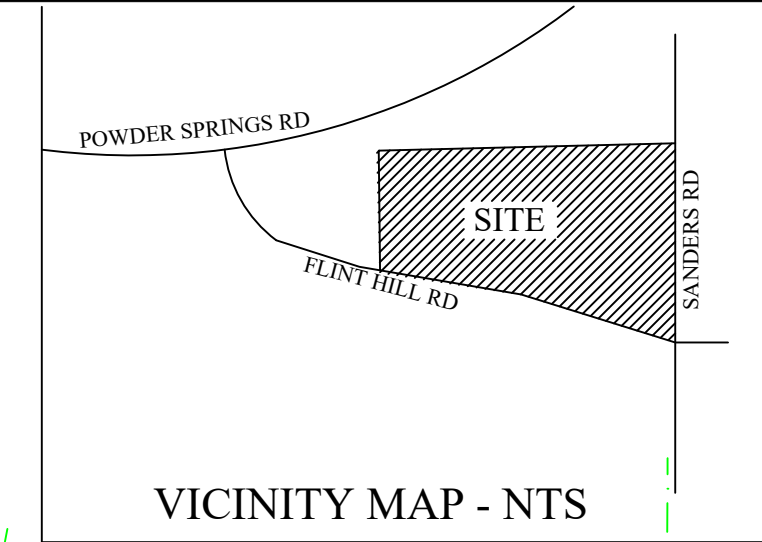 POWDER SPRINGS RD
SITE
SANDERS RD
FLINT HILL RD
VICINITY MAP - NTS